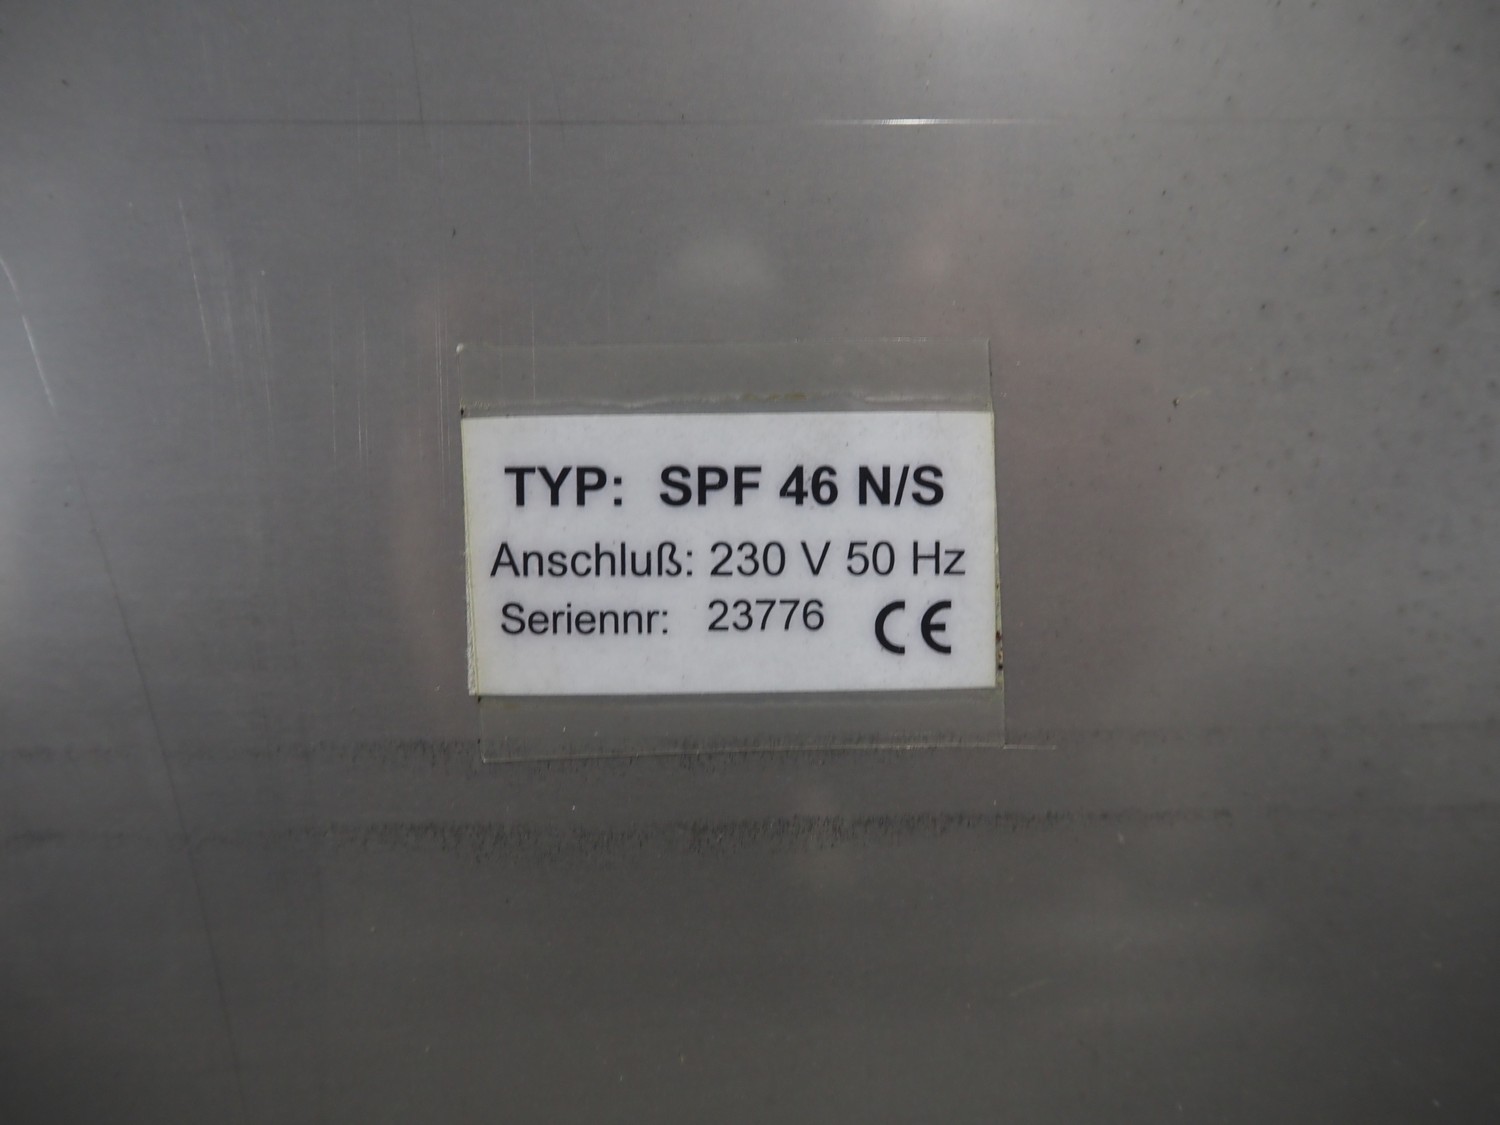 TYP: SPF 46 N/S
Anschluß: 230 V 50 Hz
Seriennr: 23776 CE